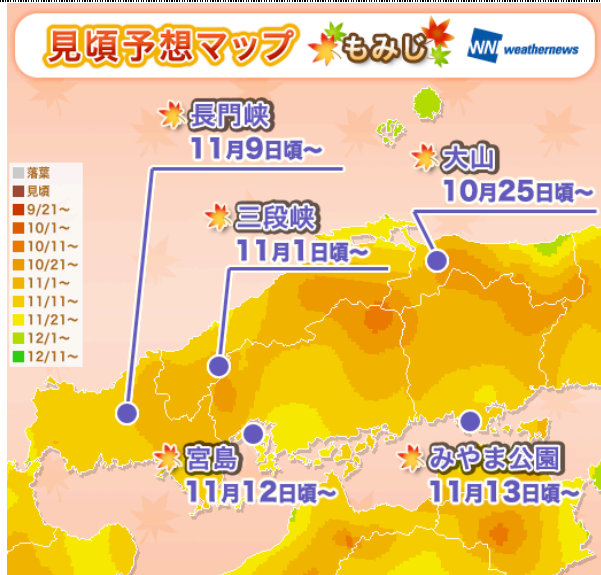 見頃予想マップ もみじ WN weathernews
長門峡
11月9日頃～
大山
10月25日頃～
三段峡
11月1日頃～
落葉
見頃
9/21～
10/1～
10/11～
10/21～
11/1～
11/11～
11/21～
12/1～
12/11～
宮島
11月12日頃～
みやま公園
11月13日頃～